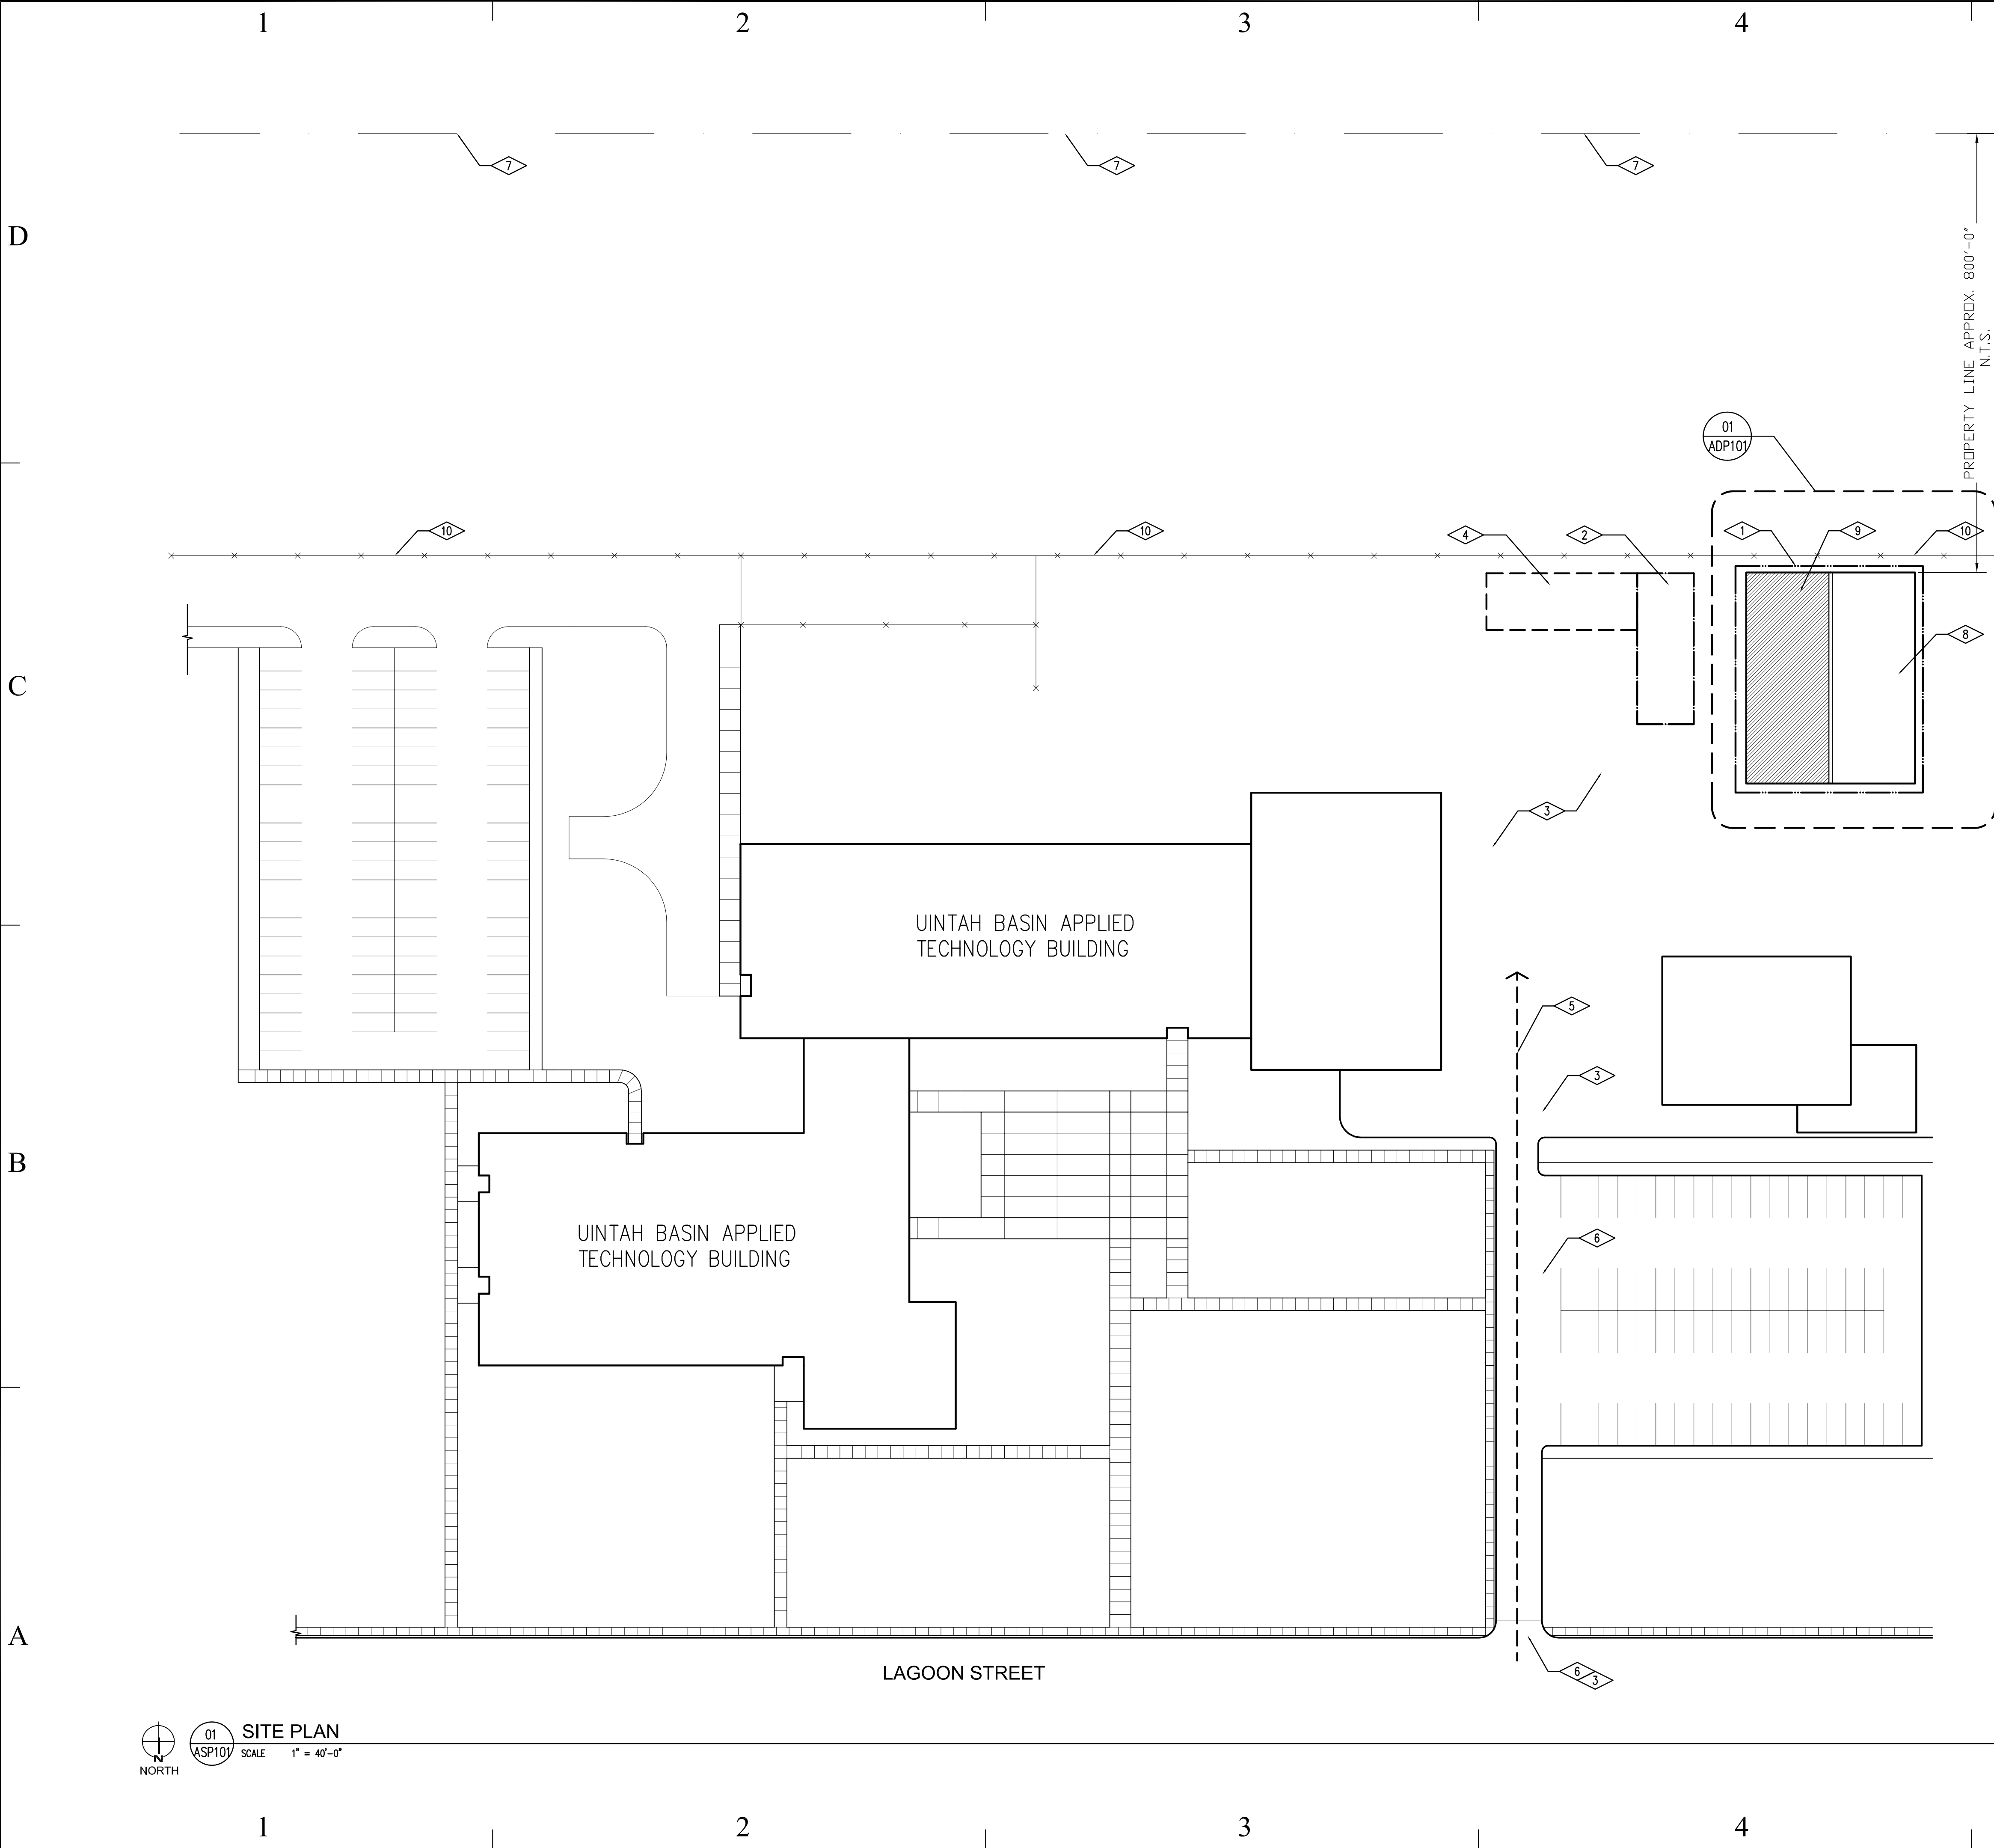 1 2 3 4
7 7 7
D
PROPERTY LINE APPROX. 800'-0"
N.T.S.
01
ADP101
10 10 4 2 1 9 10
8
C
3
UINTAH BASIN APPLIED
TECHNOLOGY BUILDING
5
3
B
UINTAH BASIN APPLIED
TECHNOLOGY BUILDING
6
A
LAGOON STREET
6
3
01
ASP101
SITE PLAN
SCALE 1" = 40'-0"
N
NORTH
1 2 3 4